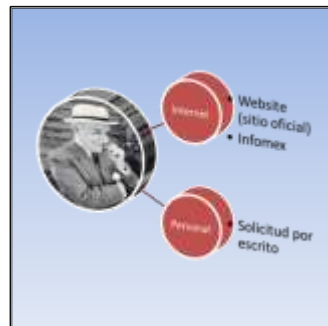 Internet
• Website
(sitio oficial)
• Infomex
Personal
• Solicitud por
escrito